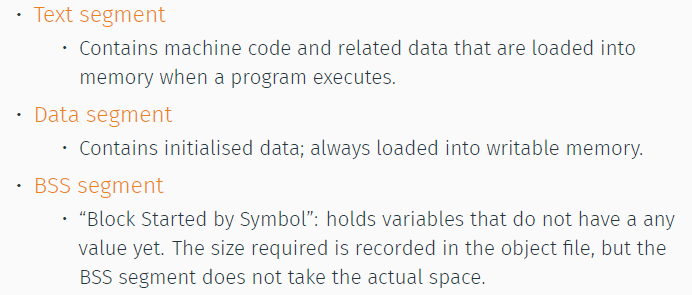 • Text segment
• Contains machine code and related data that are loaded into
memory when a program executes.
• Data segment
• Contains initialised data; always loaded into writable memory.
• BSS segment
• “Block Started by Symbol”: holds variables that do not have a any
value yet. The size required is recorded in the object file, but the
BSS segment does not take the actual space.